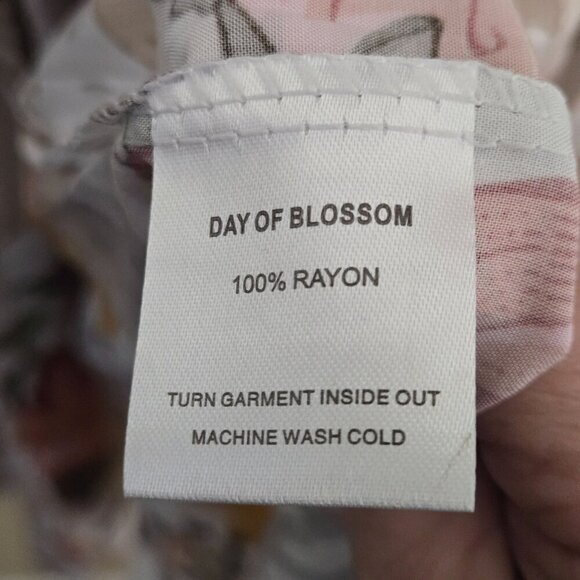 DAY OF BLOSSOM
100% RAYON
TURN GARMENT INSIDE OUT
MACHINE WASH COLD